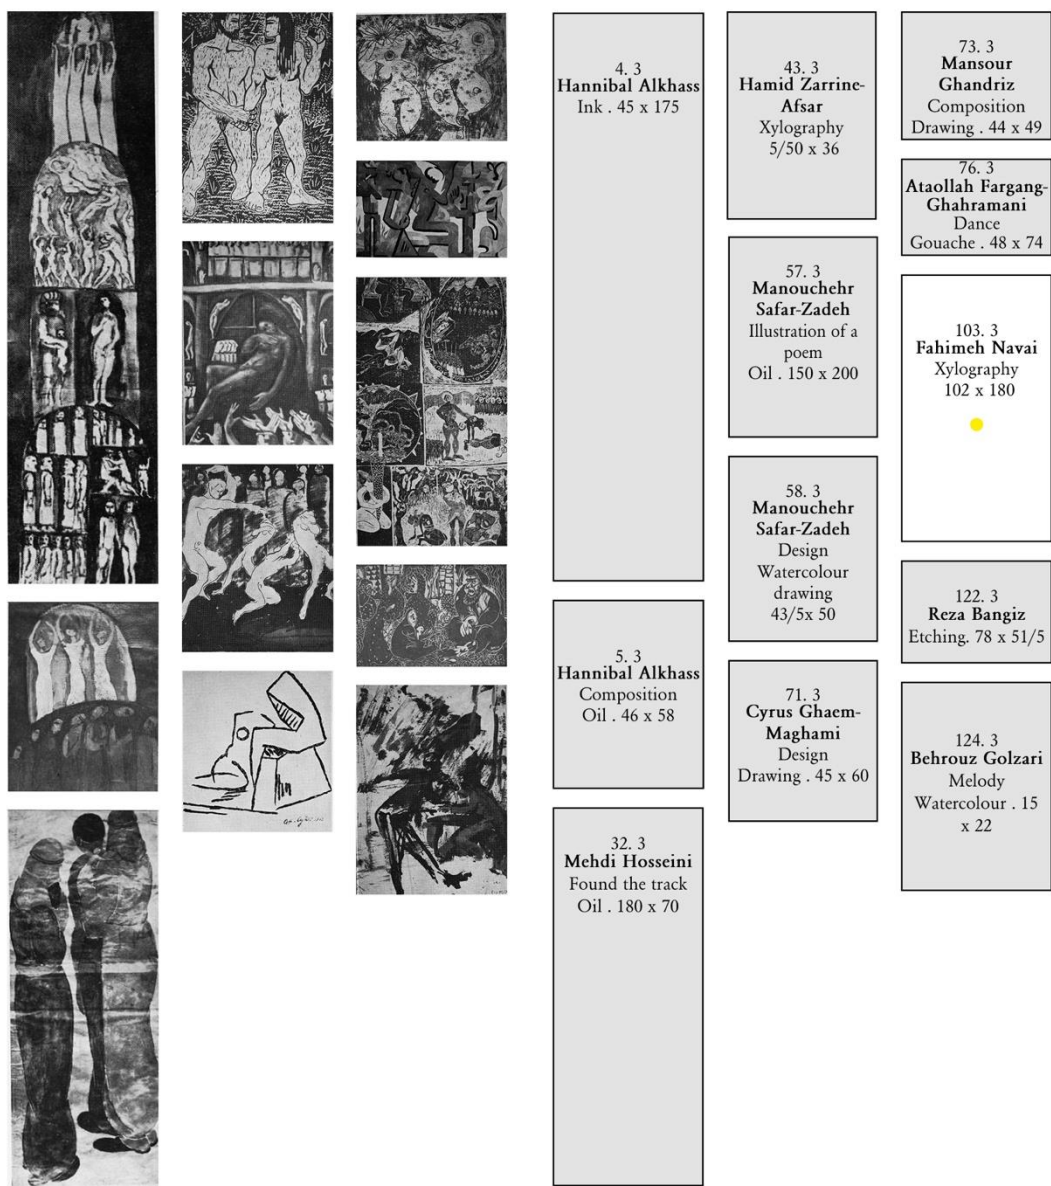 4. 3
Hannibal Alkhass
Ink . 45 x 175
5. 3
Hannibal Alkhass
Composition
Oil . 46 x 58
32. 3
Mehdi Hosseini
Found the track
Oil . 180 x 70
43. 3
Hamid Zarrine-
Afsar
Xylography
5/50 x 36
57. 3
Manouchehr
Safar-Zadeh
Illustration of a
poem
Oil . 150 x 200
58. 3
Manouchehr
Safar-Zadeh
Design
Watercolour
drawing
43/5x 50
71. 3
Cyrus Ghaem-
Maghami
Design
Drawing . 45 x 60
73. 3
Mansour
Ghandriz
Composition
Drawing . 44 x 49
76. 3
Ataollah Fargang-
Ghahramani
Dance
Gouache . 48 x 74
103. 3
Fahimeh Navai
Xylography
102 x 180
122. 3
Reza Bangiz
Etching. 78 x 51/5
124. 3
Behrouz Golzari
Melody
Watercolour . 15
x 22